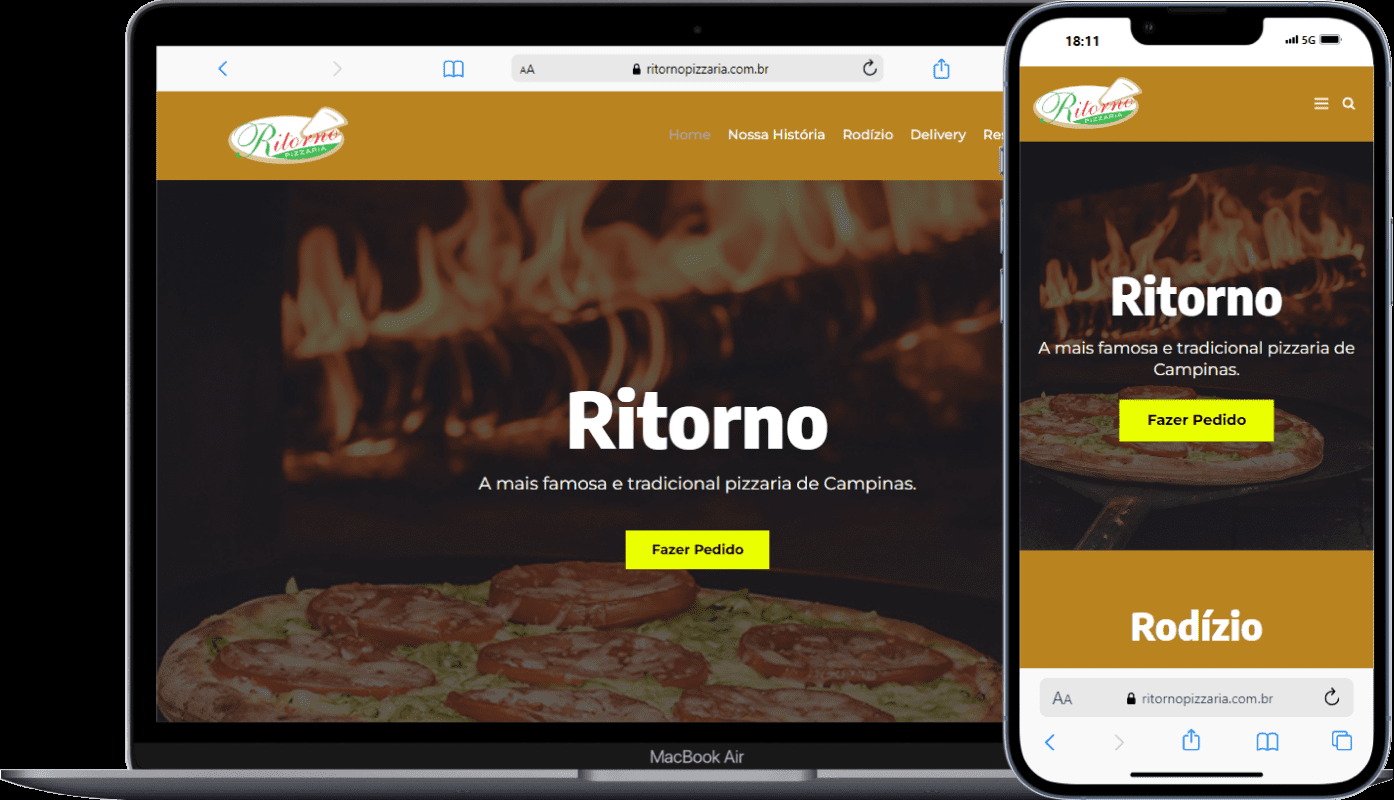 AA ritornopizzaria.com.br
Ritorno
PIZZARIA
Home Nossa História Rodízio Delivery Res
Ritorno
A mais famosa e tradicional pizzaria de Campinas.
Fazer Pedido
MacBook Air
18:11 5G
Ritorno
PIZZARIA
Ritorno
A mais famosa e tradicional pizzaria de
Campinas.
Fazer Pedido
Rodízio
AA ritornopizzaria.com.br